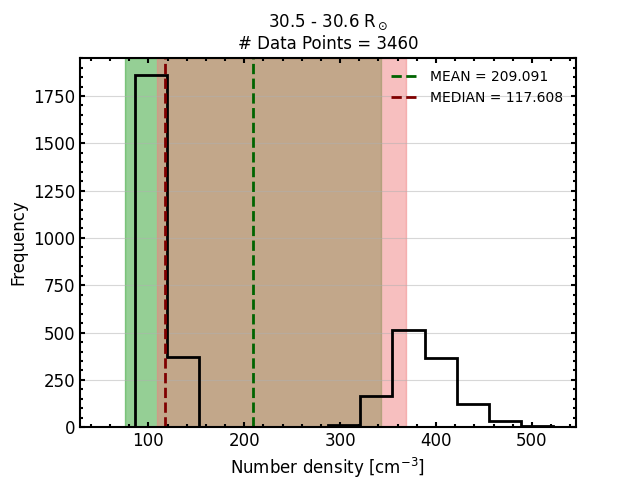 30.5 - 30.6 R⊙
# Data Points = 3460
MEAN = 209.091
MEDIAN = 117.608
Frequency
1750
1500
1250
1000
750
500
250
0
100 200 300 400 500
Number density [cm⁻³]